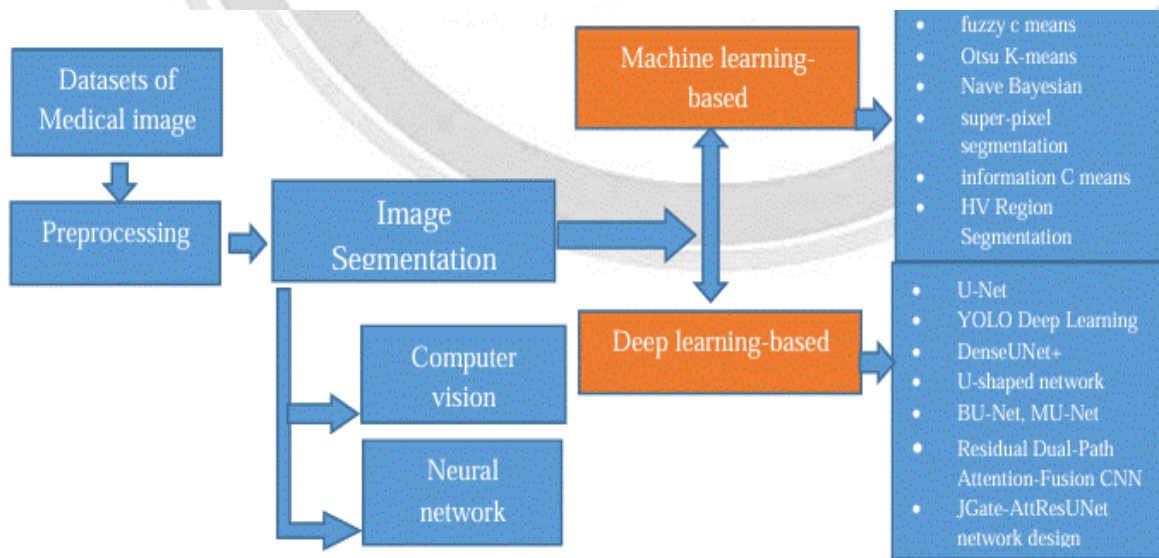 Datasets of
Medical image
Preprocessing
Image
Segmentation
Computer
vision
Neural
network
Machine learning-
based
Deep learning-based
• fuzzy c means
• Otsu K-means
• Nave Bayesian
• super-pixel
segmentation
• information C means
• HV Region
Segmentation
• U-Net
• YOLO Deep Learning
• DenseUNet+
• U-shaped network
• BU-Net, MU-Net
• Residual Dual-Path
Attention-Fusion CNN
• JGate-AttResUNet
network design